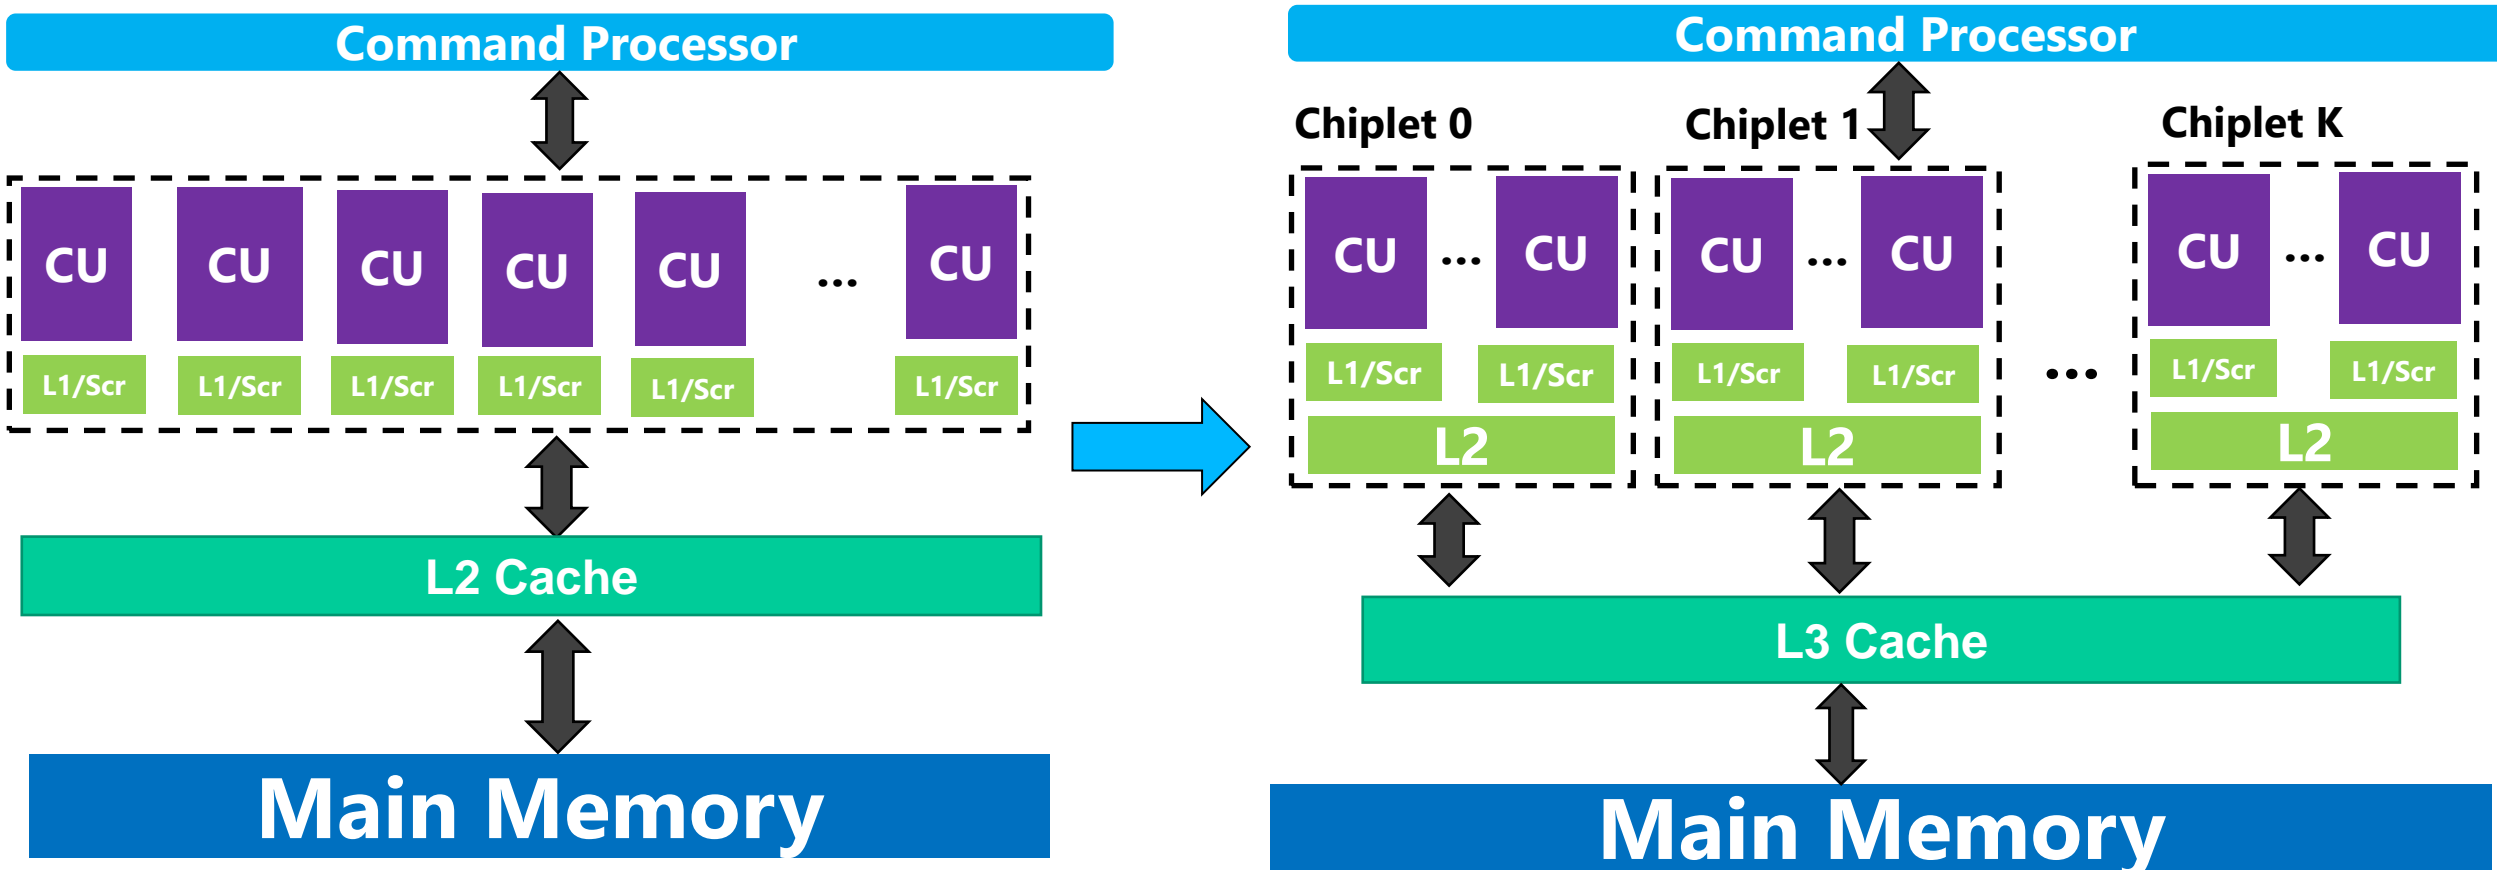 Command Processor
CU CU CU CU CU ... CU
L1/Scr L1/Scr L1/Scr L1/Scr L1/Scr L1/Scr
L2 Cache
Main Memory
Command Processor
Chiplet 0 Chiplet 1 Chiplet K
CU ... CU CU ... CU CU ... CU
L1/Scr L1/Scr L1/Scr L1/Scr ... L1/Scr L1/Scr
L2 L2 L2
L3 Cache
Main Memory